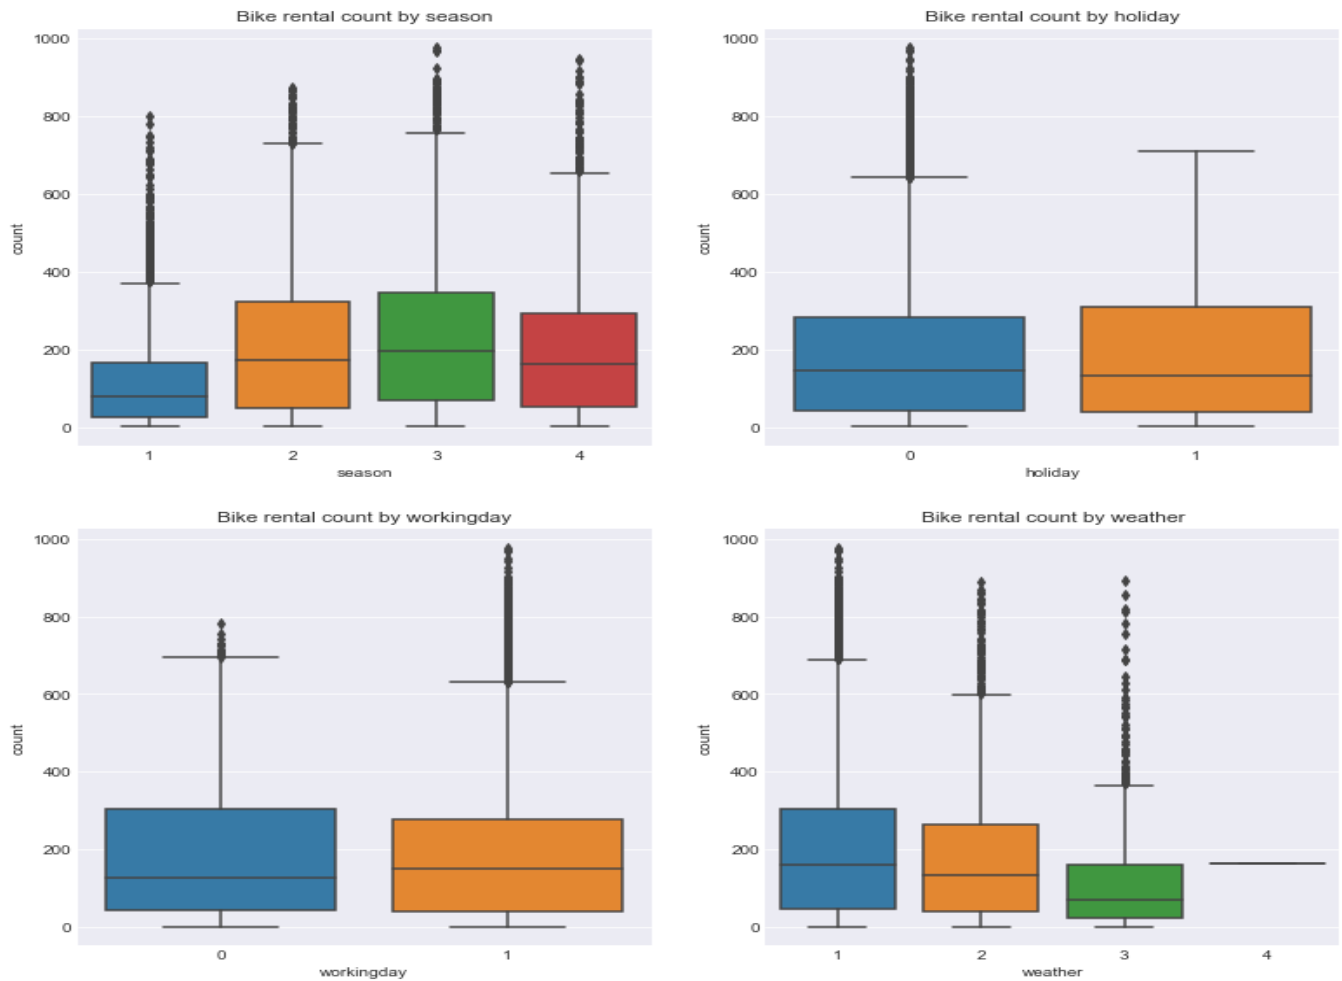 Bike rental count by season
1000
800
600
400
200
0
count
1 2 3 4
season
Bike rental count by holiday
1000
800
600
400
200
0
count
0 1
holiday
Bike rental count by workingday
1000
800
600
400
200
0
count
0 1
workingday
Bike rental count by weather
1000
800
600
400
200
0
count
1 2 3 4
weather